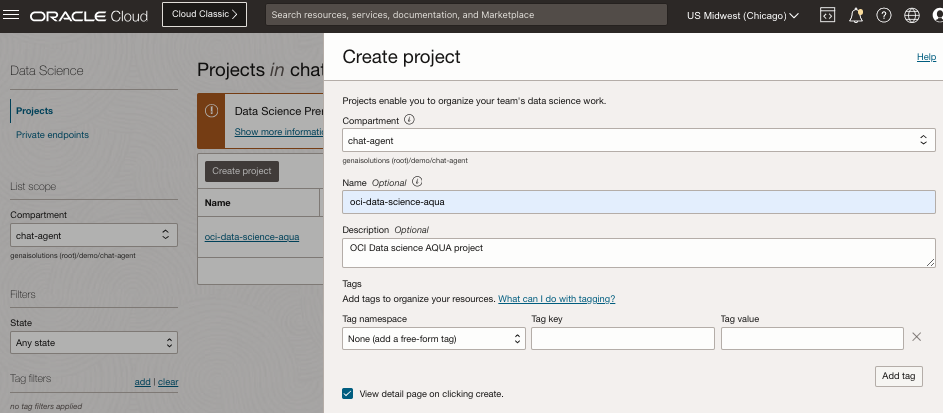 ORACLE Cloud
Cloud Classic
Search resources, services, documentation, and Marketplace
US Midwest (Chicago)
Data Science
Projects
Private endpoints
List scope
Compartment
chat-agent
genaisolutions (root)/demo/chat-agent
Filters
State
Any state
Tag filters
add | clear
no tag filters applied
Projects in chat
Data Science Prer
Show more informatio
Create project
Name
oci-data-science-aqua
Create project
Help
Projects enable you to organize your team's data science work.
Compartment
chat-agent
genaisolutions (root)/demo/chat-agent
Name Optional
oci-data-science-aqua
Description Optional
OCI Data science AQUA project
Tags
Add tags to organize your resources. What can I do with tagging?
Tag namespace Tag key Tag value
None (add a free-form tag)
Add tag
View detail page on clicking create.